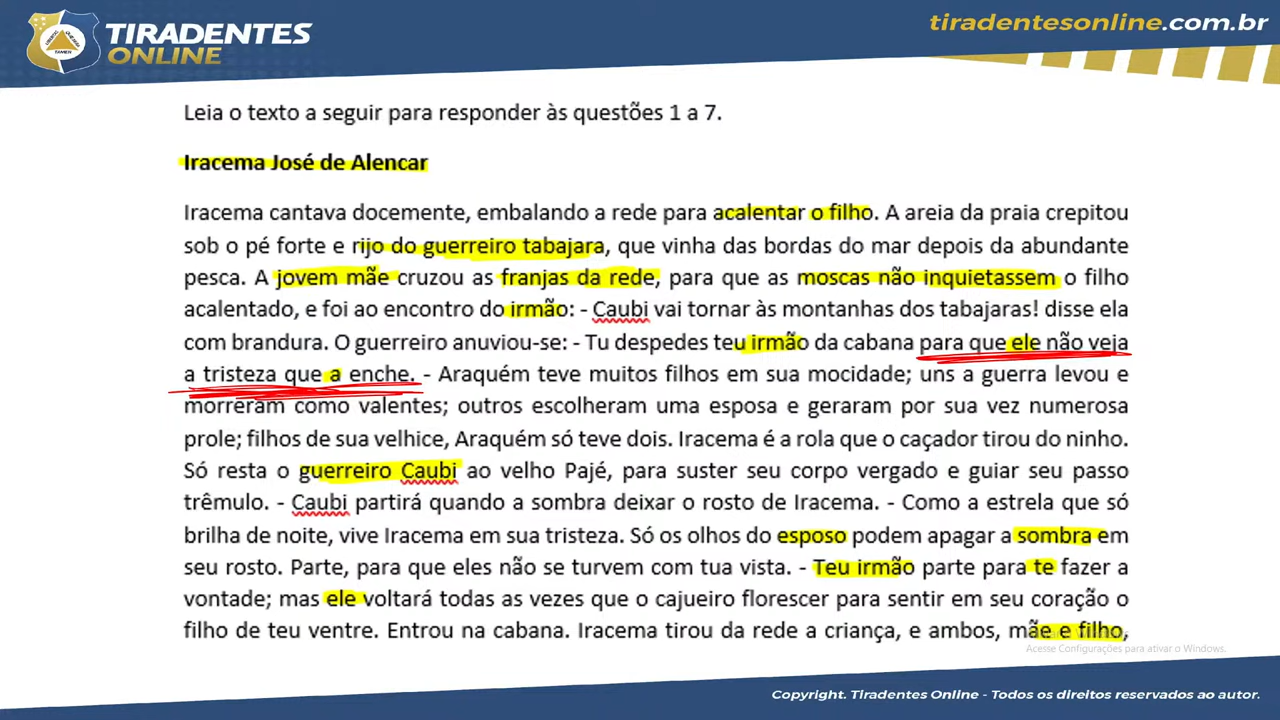 TIRADENTES
ONLINE
tiradentesonline.com.br
Leia o texto a seguir para responder às questões 1 a 7.
Iracema José de Alencar
Iracema cantava docemente, embalando a rede para acalentar o filho. A areia da praia crepitou
sob o pé forte e rijo do guerreiro tabajara, que vinha das bordas do mar depois da abundante
pesca. A jovem mãe cruzou as franjas da rede, para que as moscas não inquietassem o filho
acalentado, e foi ao encontro do irmão: - Caubi vai tornar às montanhas dos tabajaras! disse ela
com brandura. O guerreiro anuviou-se: - Tu despedes teu irmão da cabana para que ele não veja
a tristeza que a enche. - Araquém teve muitos filhos em sua mocidade; uns a guerra levou e
morreram como valentes; outros escolheram uma esposa e geraram por sua vez numerosa
prole; filhos de sua velhice, Araquém só teve dois. Iracema é a rola que o caçador tirou do ninho.
Só resta o guerreiro Caubi ao velho Pajé, para suster seu corpo vergado e guiar seu passo
trêmulo. - Caubi partirá quando a sombra deixar o rosto de Iracema. - Como a estrela que só
brilha de noite, vive Iracema em sua tristeza. Só os olhos do esposo podem apagar a sombra em
seu rosto. Parte, para que eles não se turvem com tua vista. - Teu irmão parte para te fazer a
vontade; mas ele voltará todas as vezes que o cajueiro florescer para sentir em seu coração o
filho de teu ventre. Entrou na cabana. Iracema tirou da rede a criança, e ambos, mãe e filho,
Acesse Configurações para ativar o Windows.
Copyright. Tiradentes Online - Todos os direitos reservados ao autor.